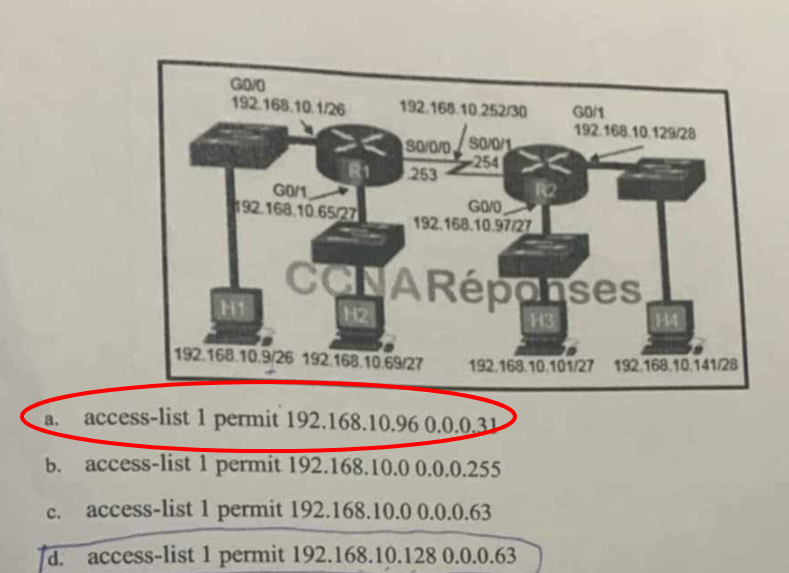 G0/0
192.168.10.1/26
192.168.10.252/30
G0/1
192.168.10.129/28
S0/0/0
S0/0/1
.253
.254
R1
R2
G0/1
192.168.10.65/27
G0/0
192.168.10.97/27
CCNARéponses
H1
H2
H3
H4
192.168.10.9/26 192.168.10.69/27
192.168.10.101/27 192.168.10.141/28
a. access-list 1 permit 192.168.10.96 0.0.0.31
b. access-list 1 permit 192.168.10.0 0.0.0.255
c. access-list 1 permit 192.168.10.0 0.0.0.63
d. access-list 1 permit 192.168.10.128 0.0.0.63